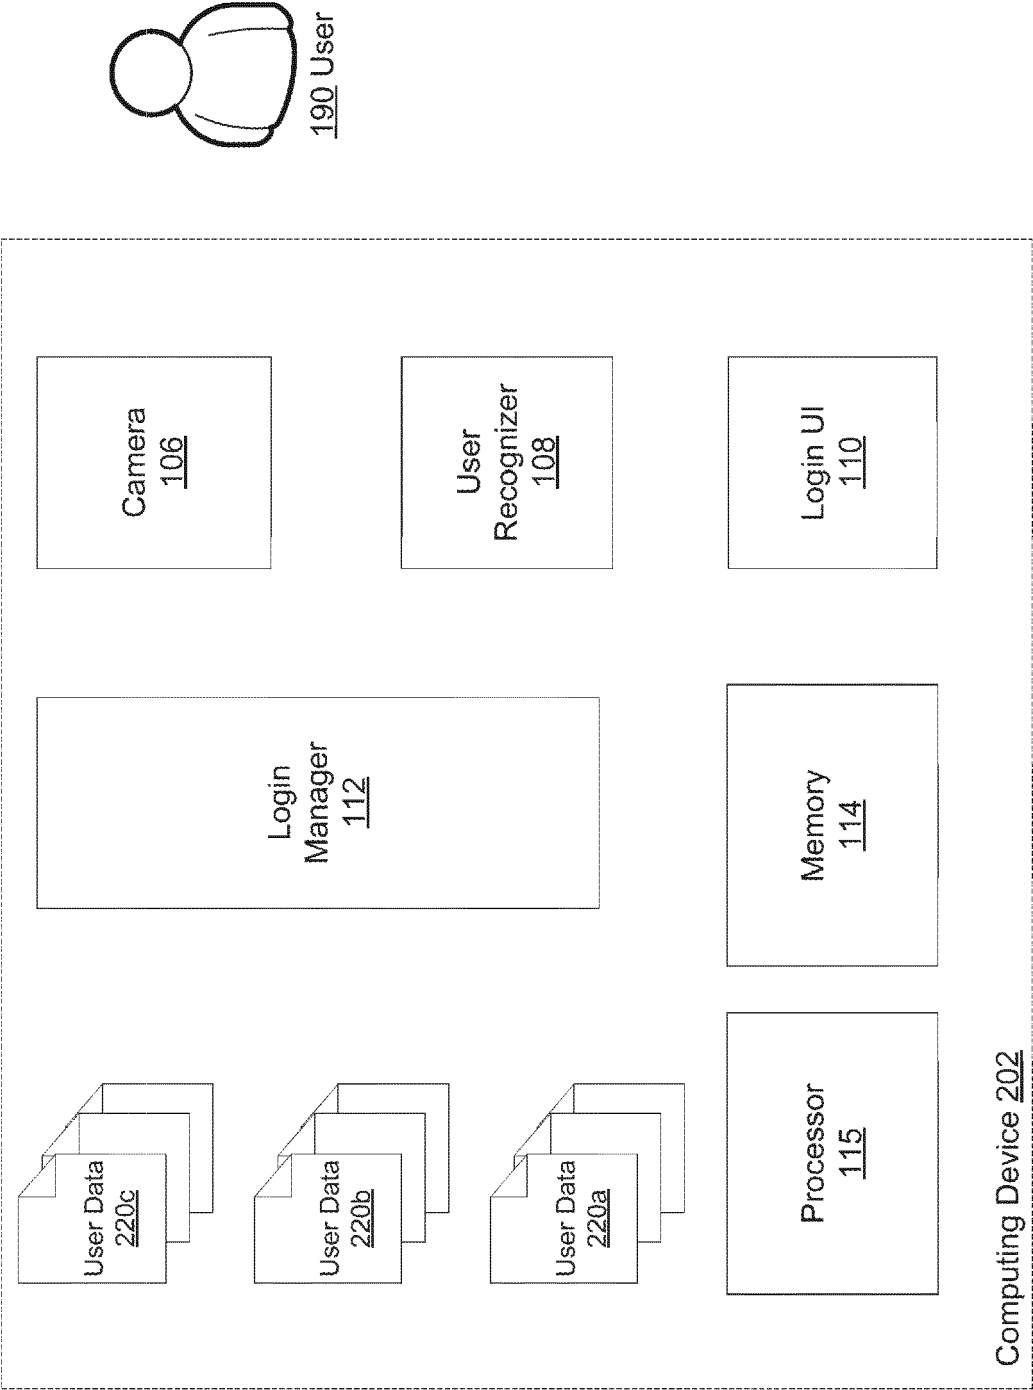 190 User
Camera
106
User
Recognizer
108
Login UI
110
Login
Manager
112
Memory
114
User Data
220c
User Data
220b
User Data
220a
Processor
115
Computing Device 202